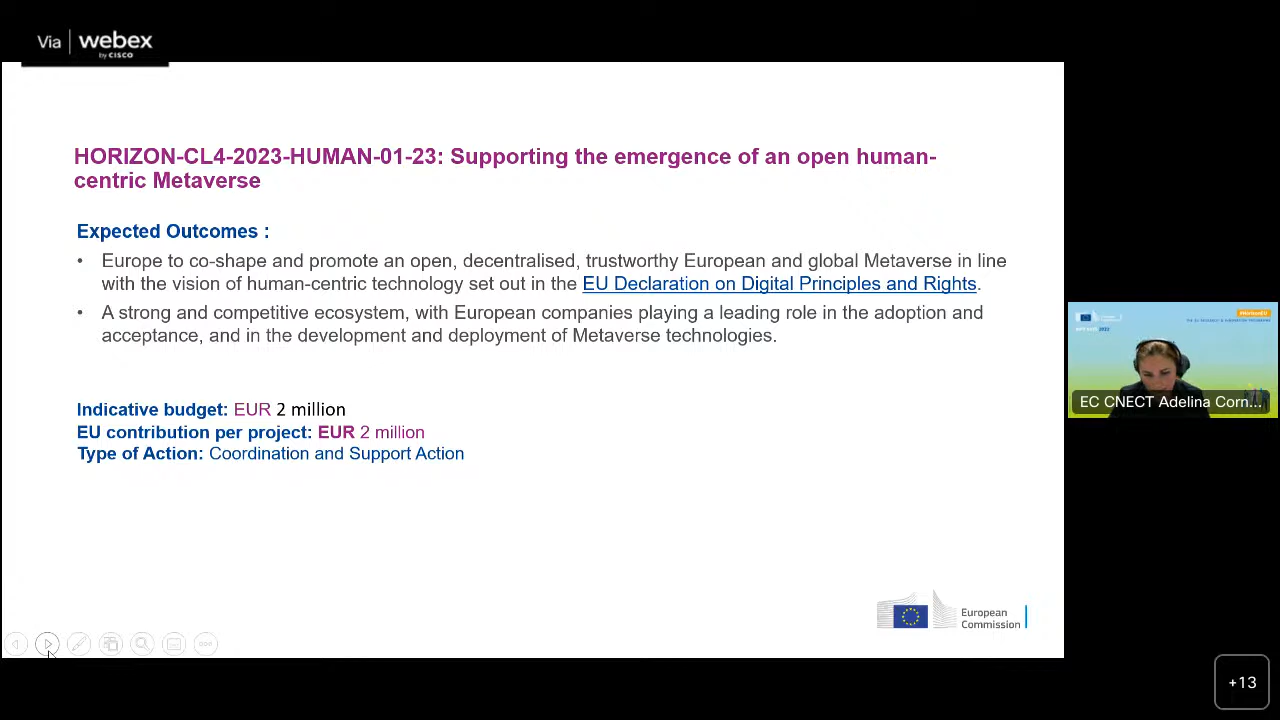 Via webex
by CISCO
HORIZON-CL4-2023-HUMAN-01-23: Supporting the emergence of an open human-
centric Metaverse
Expected Outcomes :
• Europe to co-shape and promote an open, decentralised, trustworthy European and global Metaverse in line
with the vision of human-centric technology set out in the EU Declaration on Digital Principles and Rights.
• A strong and competitive ecosystem, with European companies playing a leading role in the adoption and
acceptance, and in the development and deployment of Metaverse technologies.
Indicative budget: EUR 2 million
EU contribution per project: EUR 2 million
Type of Action: Coordination and Support Action
European
Commission
EC CNECT Adelina Corn...
+13